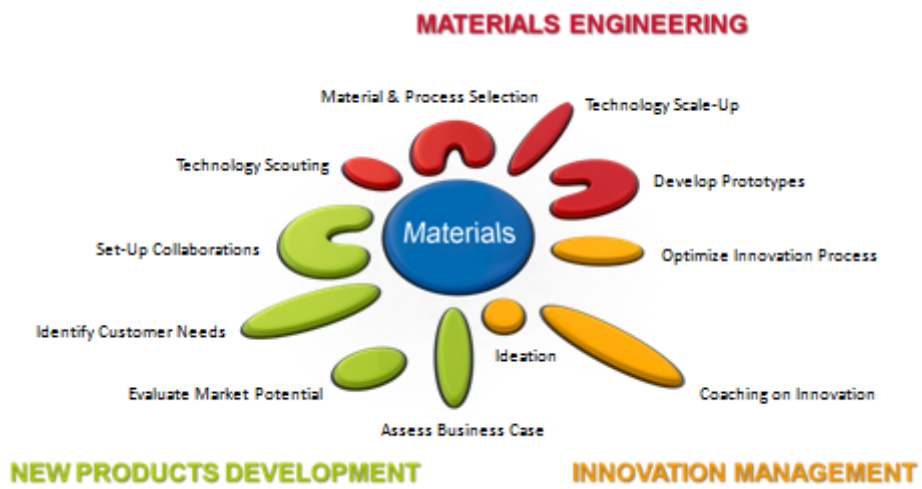 MATERIALS ENGINEERING
Material & Process Selection
Technology Scale-Up
Technology Scouting
Develop Prototypes
Materials
Set-Up Collaborations
Optimize Innovation Process
Identify Customer Needs
Ideation
Evaluate Market Potential
Coaching on Innovation
Assess Business Case
NEW PRODUCTS DEVELOPMENT
INNOVATION MANAGEMENT